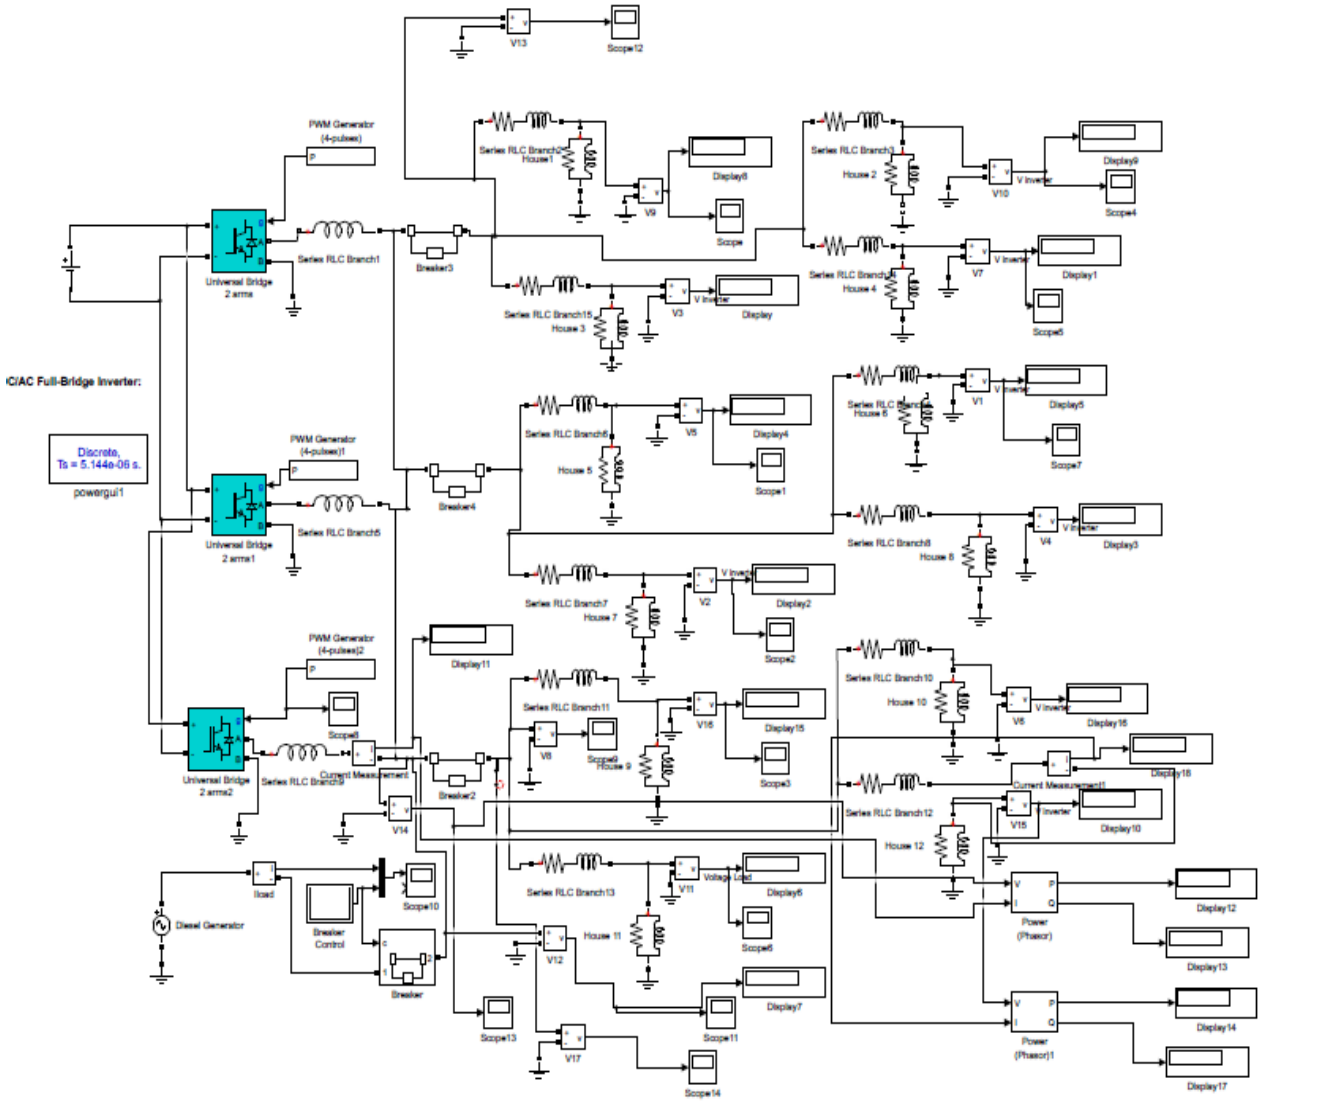 V13
Scope12
PWM Generator
(4-pulses)
P
Series RLC Branch2
House1
Display8
V9
Scope
Series RLC Branch3
House 2
V Inverter
V10
Display9
Scope4
g
A
B
+
-
Universal Bridge
2 arms
Series RLC Branch1
Breaker3
Series RLC Branch14
House 4
V7
V Inverter
Display1
Scope5
Series RLC Branch15
House 3
V3
V Inverter
Display
DC/AC Full-Bridge Inverter:
Discrete,
Ts = 5.144e-06 s.
powergui1
PWM Generator
(4-pulses)1
P
Universal Bridge
2 arms1
Series RLC Branch5
Breaker4
Series RLC Branch6
House 5
V5
Display4
Scope1
House 6
V1
V Inverter
Display5
Scope7
Series RLC Branch8
House 8
V4
V Inverter
Display3
Series RLC Branch7
House 7
V Inverter
V2
Display2
Scope2
PWM Generator
(4-pulses)2
P
Display11
Scope8
Universal Bridge
2 arms2
Series RLC Branch9
Current Measurement
Breaker2
V14
Series RLC Branch11
V8
Scope9
House 9
V16
Display15
Scope3
Series RLC Branch10
House 10
V6
V Inverter
Display16
Display18
Current Measurement1
Series RLC Branch12
House 12
V15
V Inverter
Display10
Iload
Diesel Generator
Breaker
Control
Scope10
c
1
2
Breaker
Series RLC Branch13
House 11
V11
Voltage Load
Display6
Scope6
V12
Display7
Scope13
Scope11
V17
Scope14
V
I
P
Q
Power
(Phasor)
Display12
Display13
V
I
P
Q
Power
(Phasor)1
Display14
Display17